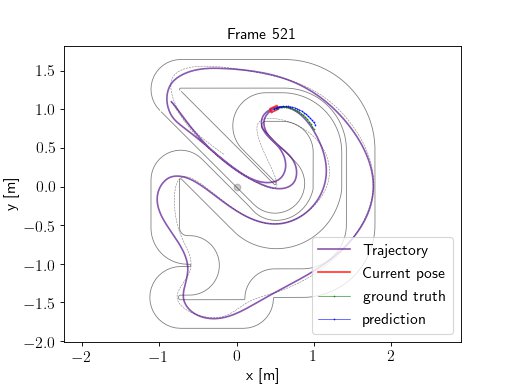 Frame 521
1.5
1.0
0.5
0.0
−0.5
−1.0
−1.5
−2.0
y [m]
−2
−1
0
1
2
x [m]
Trajectory
Current pose
ground truth
prediction